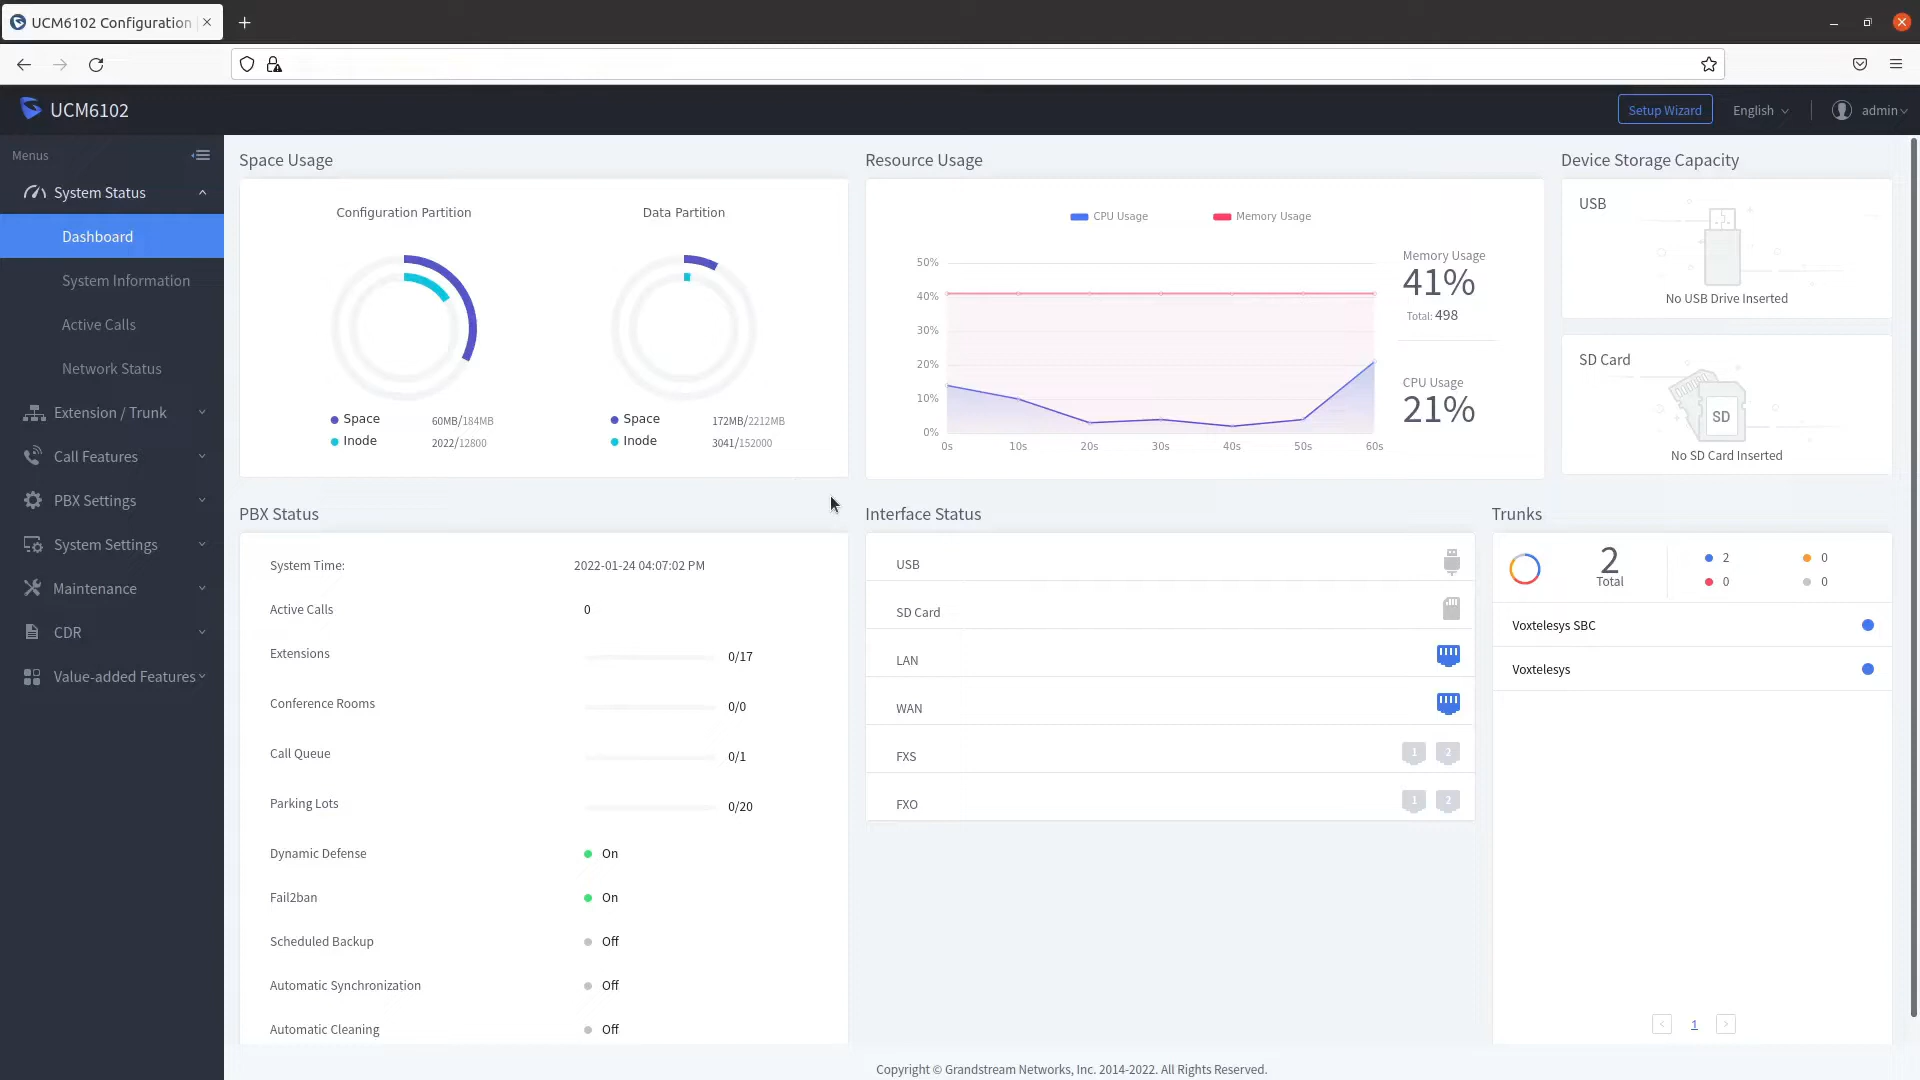 UCM6102 Configuration
UCM6102
Setup Wizard
English
admin
Menus
System Status
Dashboard
System Information
Active Calls
Network Status
Extension / Trunk
Call Features
PBX Settings
System Settings
Maintenance
CDR
Value-added Features
Space Usage
Configuration Partition
Space 60MB/184MB
Inode 2022/12800
Data Partition
Space 172MB/2212MB
Inode 3041/152000
Resource Usage
CPU Usage Memory Usage
50%
40%
30%
20%
10%
0%
0s 10s 20s 30s 40s 50s 60s
Memory Usage
41%
Total: 498
CPU Usage
21%
Device Storage Capacity
USB
No USB Drive Inserted
SD Card
SD
No SD Card Inserted
PBX Status
System Time: 2022-01-24 04:07:02 PM
Active Calls 0
Extensions 0/17
Conference Rooms 0/0
Call Queue 0/1
Parking Lots 0/20
Dynamic Defense On
Fail2ban On
Scheduled Backup Off
Automatic Synchronization Off
Automatic Cleaning Off
Interface Status
USB
SD Card
LAN
WAN
FXS 1 2
FXO 1 2
Trunks
2
Total
2 0
0 0
Voxtelesys SBC
Voxtelesys
< 1 >
Copyright © Grandstream Networks, Inc. 2014-2022. All Rights Reserved.